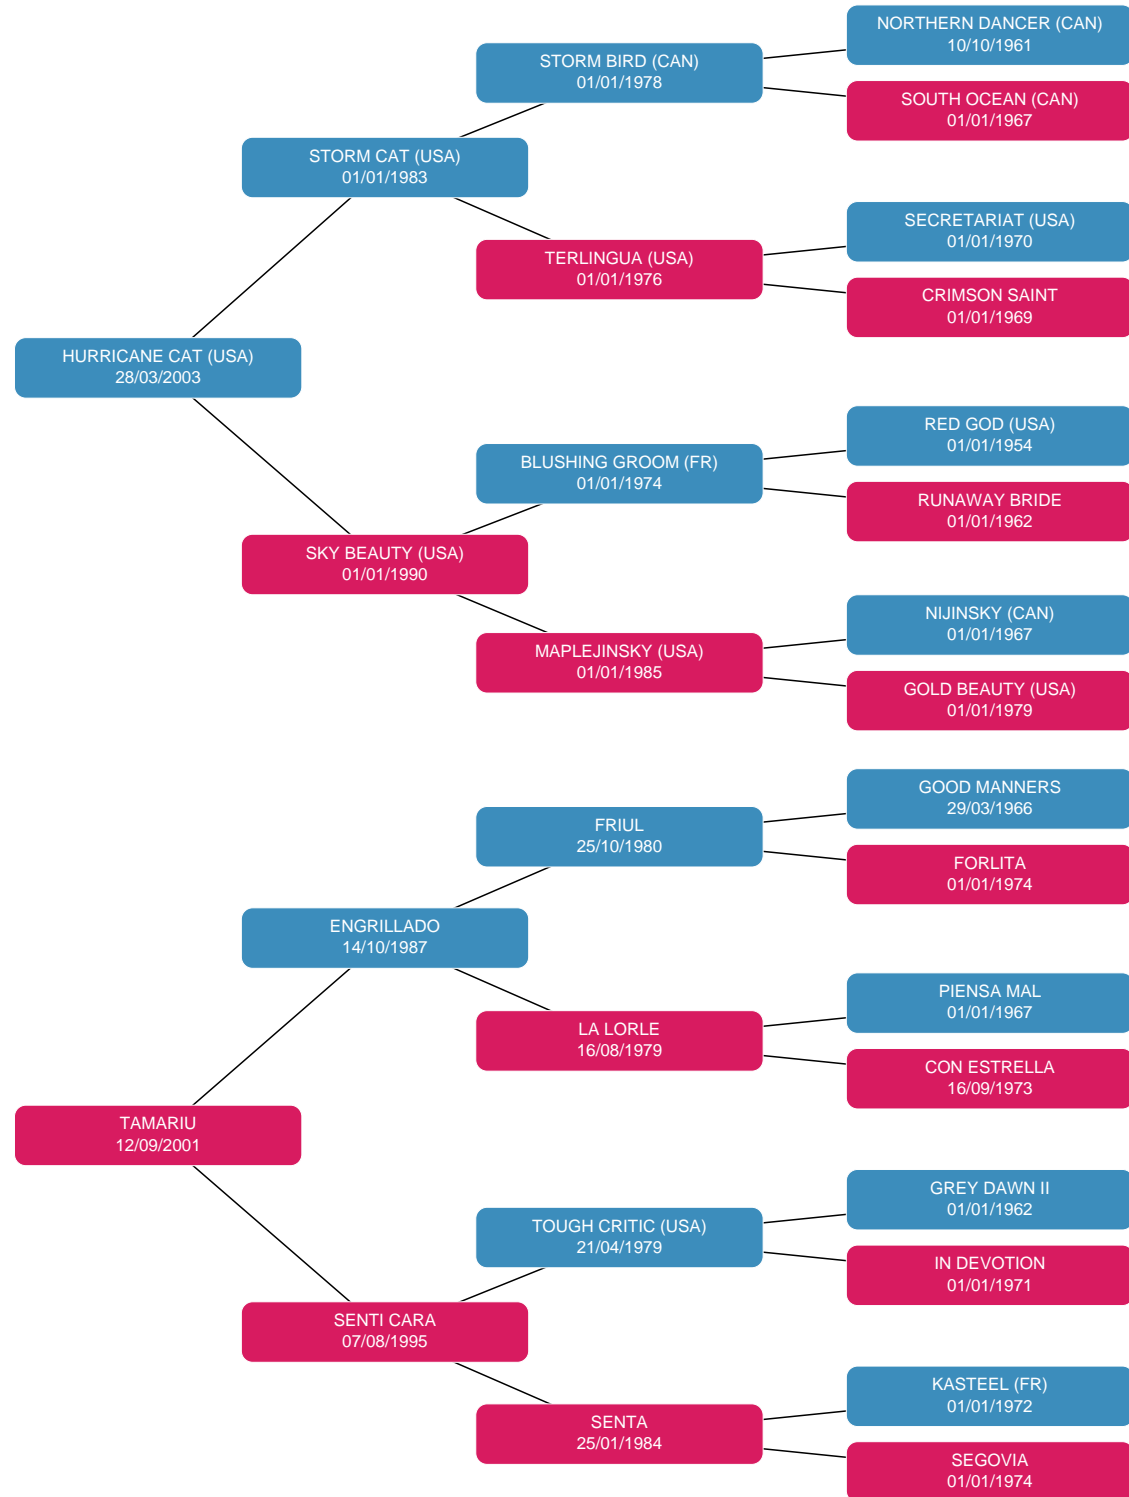 NORTHERN DANCER (CAN)
10/10/1961
STORM BIRD (CAN)
01/01/1978
SOUTH OCEAN (CAN)
01/01/1967
STORM CAT (USA)
01/01/1983
SECRETARIAT (USA)
01/01/1970
TERLINGUA (USA)
01/01/1976
CRIMSON SAINT
01/01/1969
HURRICANE CAT (USA)
28/03/2003
RED GOD (USA)
01/01/1954
BLUSHING GROOM (FR)
01/01/1974
RUNAWAY BRIDE
01/01/1962
SKY BEAUTY (USA)
01/01/1990
NIJINSKY (CAN)
01/01/1967
MAPLEJINSKY (USA)
01/01/1985
GOLD BEAUTY (USA)
01/01/1979
GOOD MANNERS
29/03/1966
FRIUL
25/10/1980
FORLITA
01/01/1974
ENGRILLADO
14/10/1987
PIENSA MAL
01/01/1967
LA LORLE
16/08/1979
CON ESTRELLA
16/09/1973
TAMARIU
12/09/2001
GREY DAWN II
01/01/1962
TOUGH CRITIC (USA)
21/04/1979
IN DEVOTION
01/01/1971
SENTI CARA
07/08/1995
KASTEEL (FR)
01/01/1972
SENTA
25/01/1984
SEGOVIA
01/01/1974